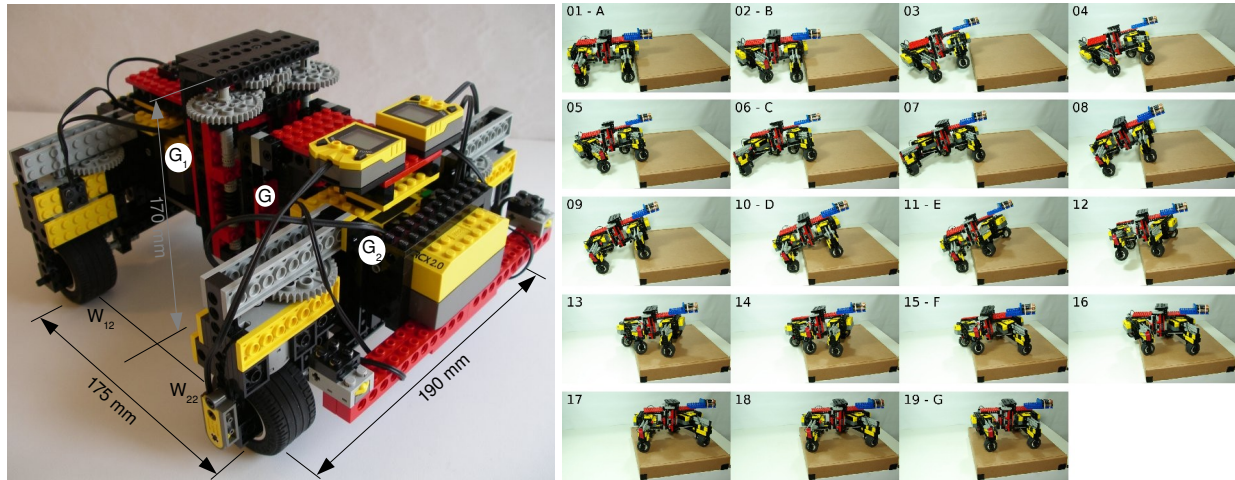 G1
G
170 mm
G2
RCX 2.0
W12
W22
175 mm
190 mm
01 - A
02 - B
03
04
05
06 - C
07
08
09
10 - D
11 - E
12
13
14
15 - F
16
17
18
19 - G